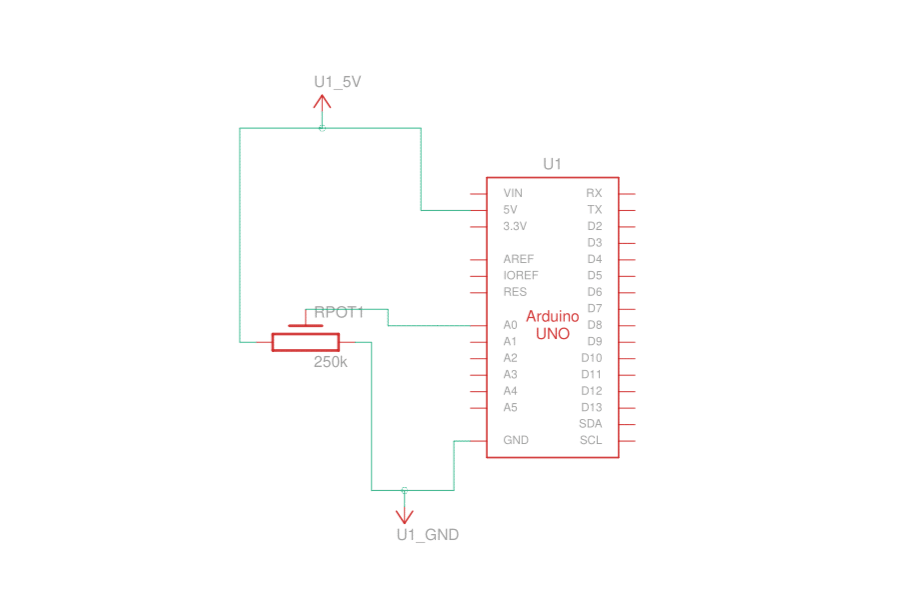 U1_5V
U1
VIN RX
5V TX
3.3V D2
D3
AREF D4
IOREF D5
RES D6
D7
RPOT1
Arduino
UNO
A0 D8
A1 D9
A2 D10
250k
A3 D11
A4 D12
A5 D13
SDA
GND SCL
U1_GND